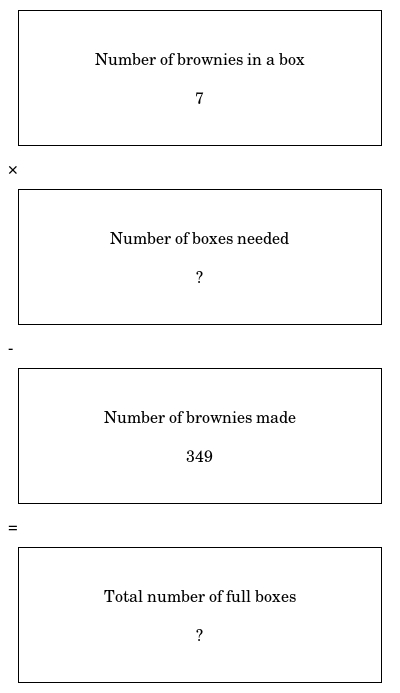 Number of brownies in a box
7
×
Number of boxes needed
?
-
Number of brownies made
349
=
Total number of full boxes
?